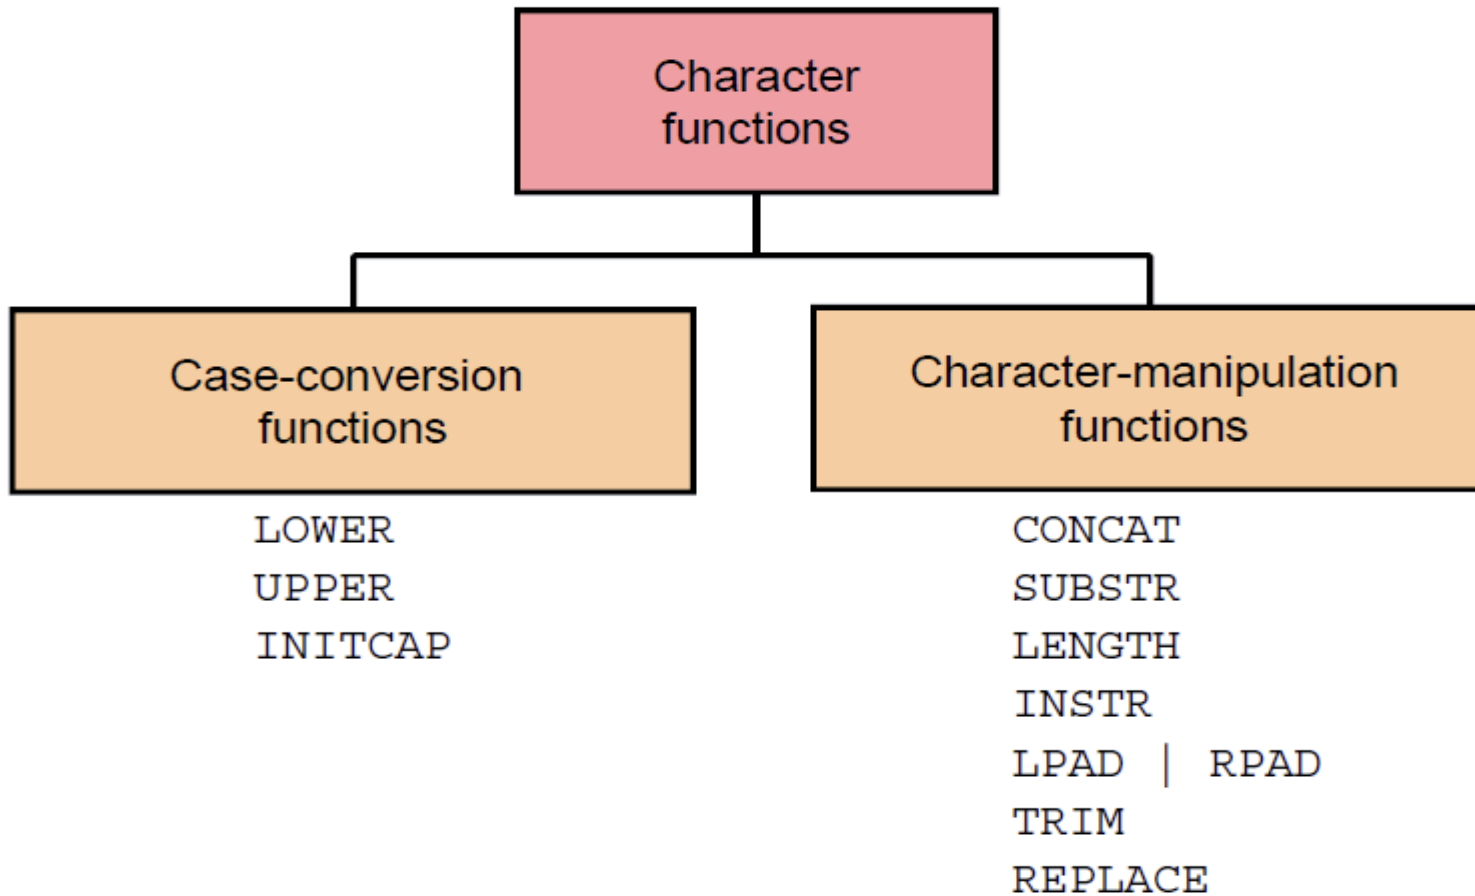 Character
functions
Case-conversion
functions
Character-manipulation
functions
LOWER
UPPER
INITCAP
CONCAT
SUBSTR
LENGTH
INSTR
LPAD | RPAD
TRIM
REPLACE